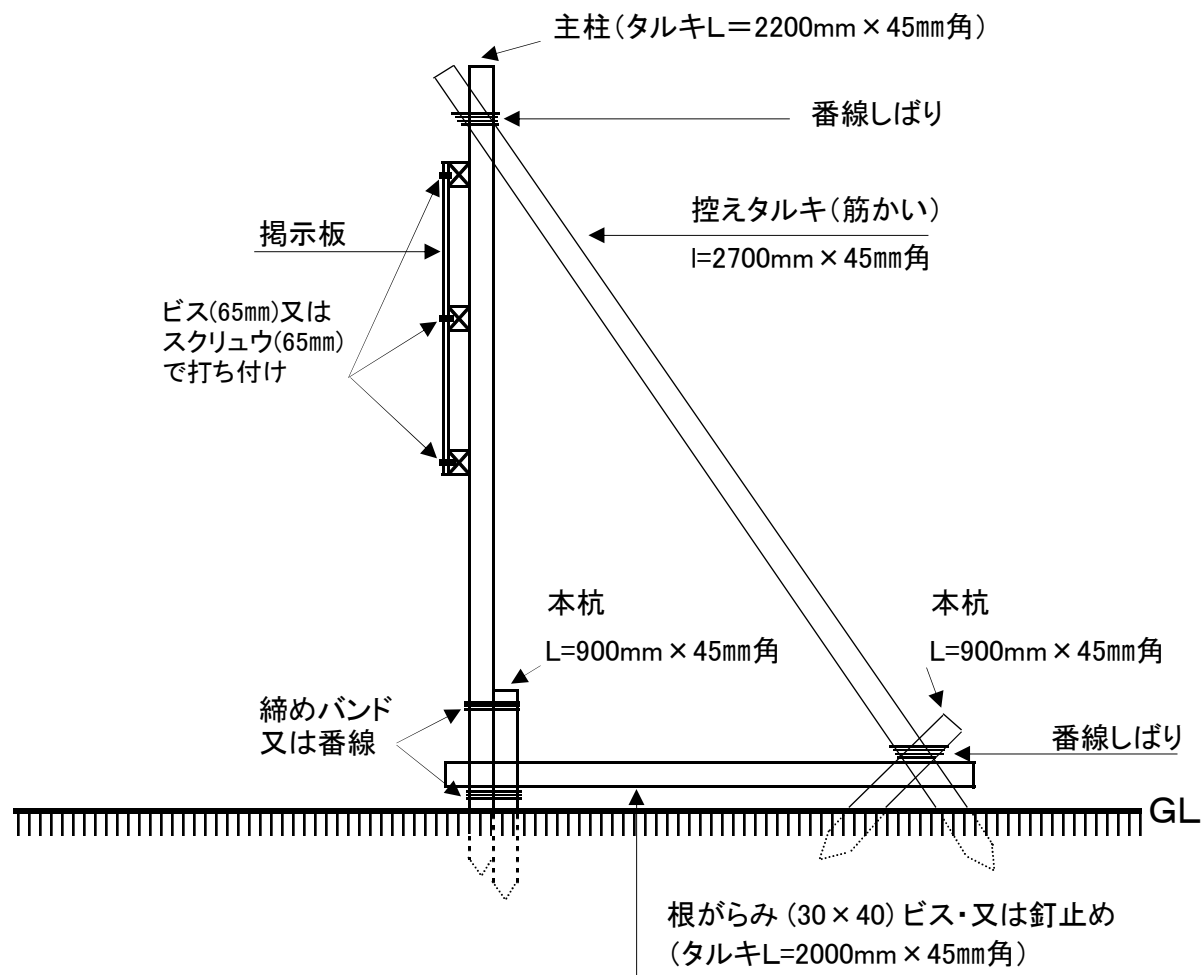 主柱(タルキL=2200mm×45㎜角)
番線しばり
控えタルキ(筋かい)
l=2700mm×45㎜角
掲示板
ビス(65㎜)又は
スクリュウ(65㎜)
で打ち付け
本杭
L=900mm×45㎜角
本杭
L=900mm×45㎜角
締めバンド
又は番線
番線しばり
GL
根がらみ(30×40)ビス・又は釘止め
(タルキL=2000mm×45㎜角)